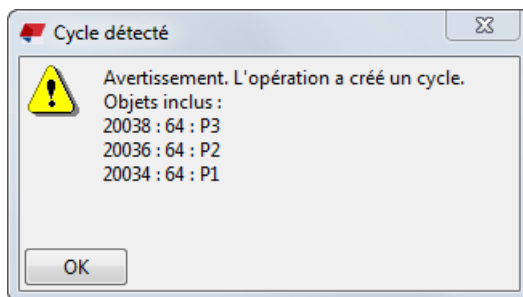 Cycle détecté
Avertissement. L'opération a créé un cycle.
Objets inclus :
20038 : 64 : P3
20036 : 64 : P2
20034 : 64 : P1
OK